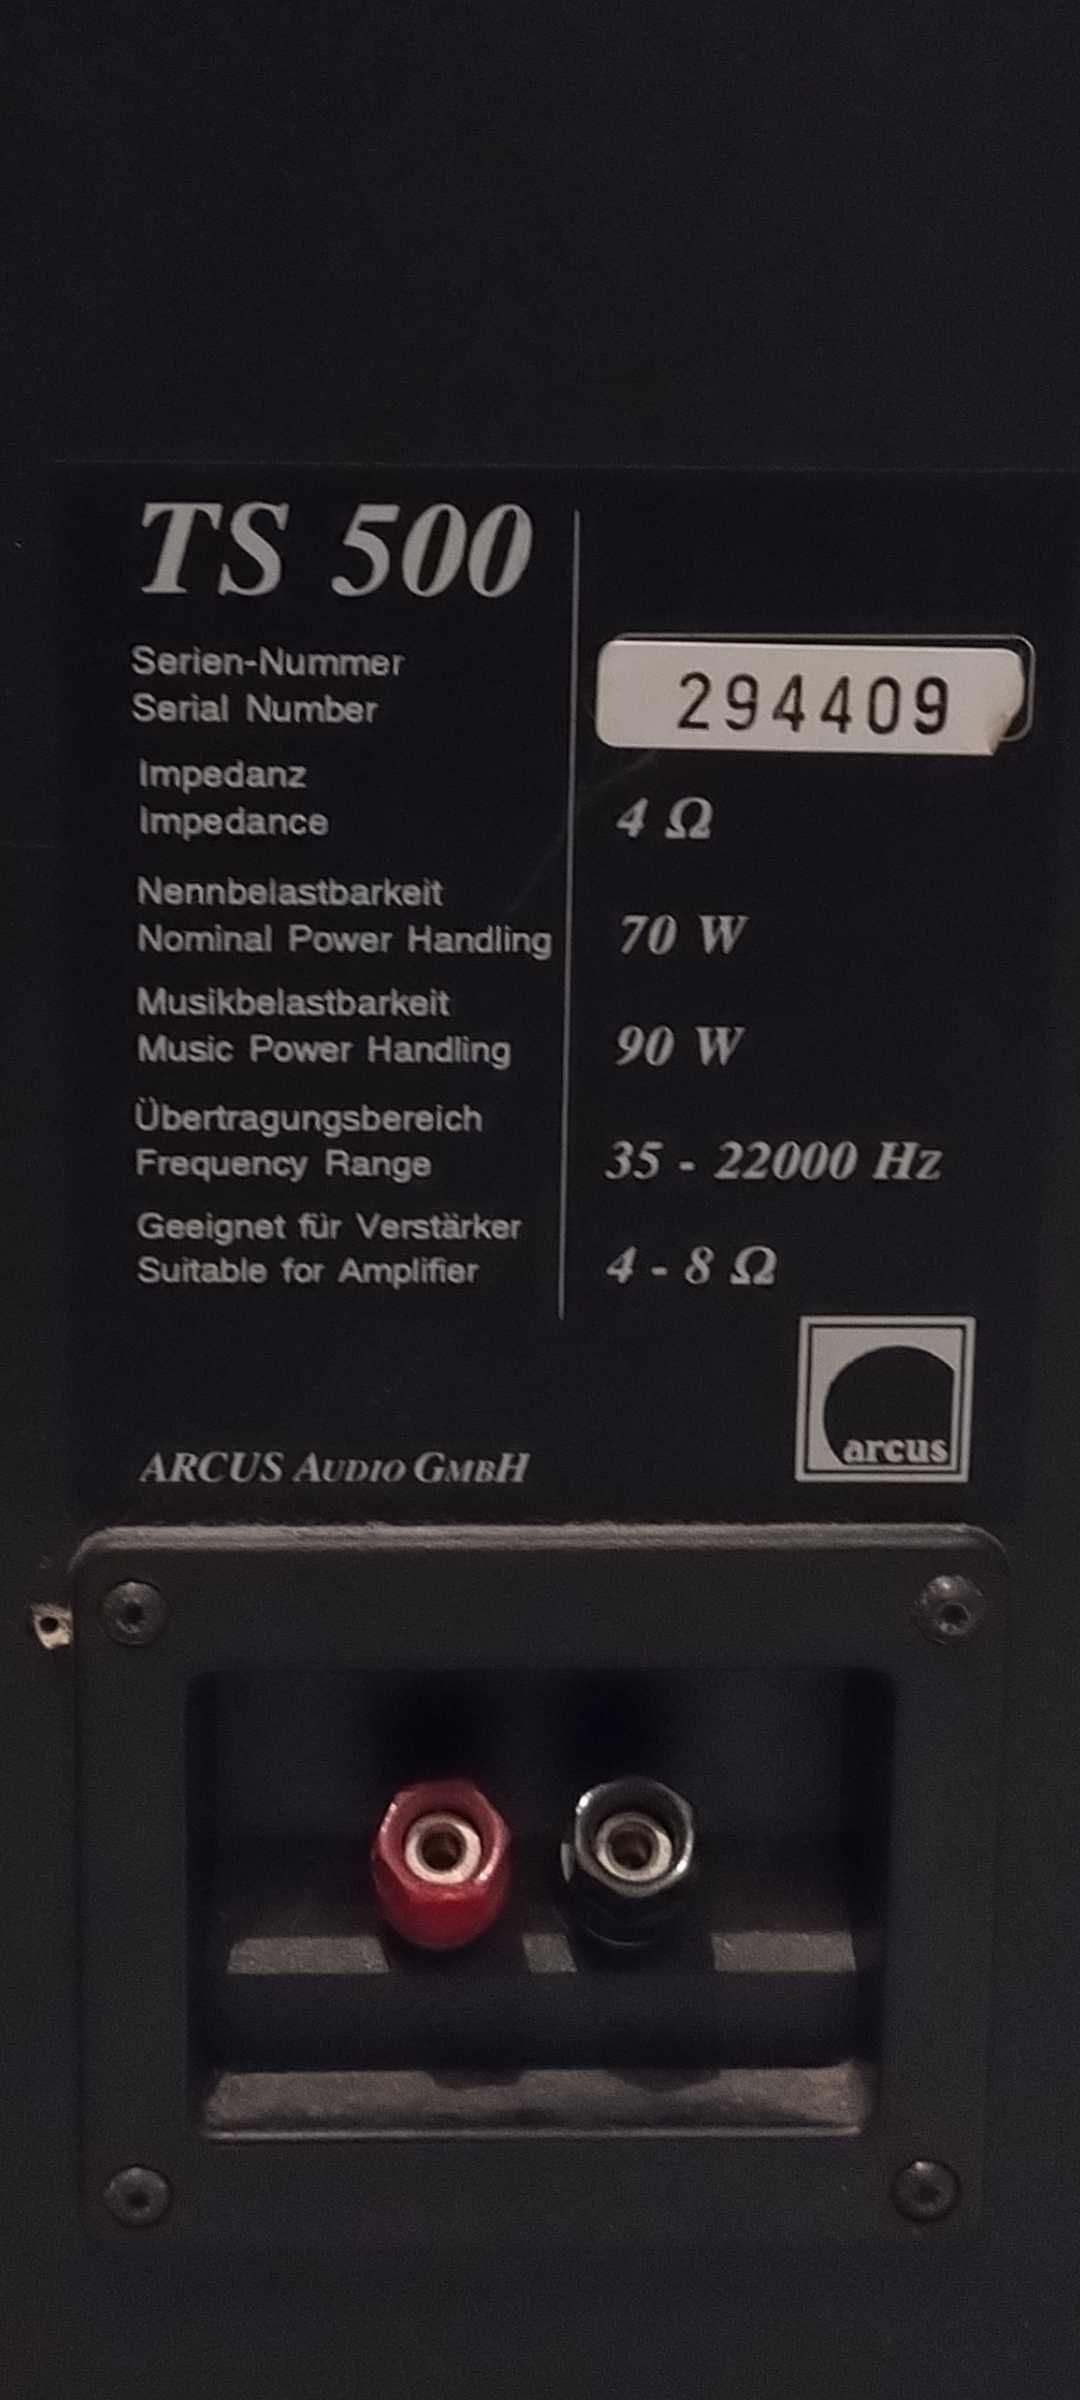 TS 500
Serien-Nummer
Serial Number 294409
Impedanz
Impedance 4 Ω
Nennbelastbarkeit
Nominal Power Handling 70 W
Musikbelastbarkeit
Music Power Handling 90 W
Übertragungsbereich
Frequency Range 35 - 22000 Hz
Geeignet für Verstärker
Suitable for Amplifier 4 - 8 Ω
arcus
ARCUS AUDIO GMBH